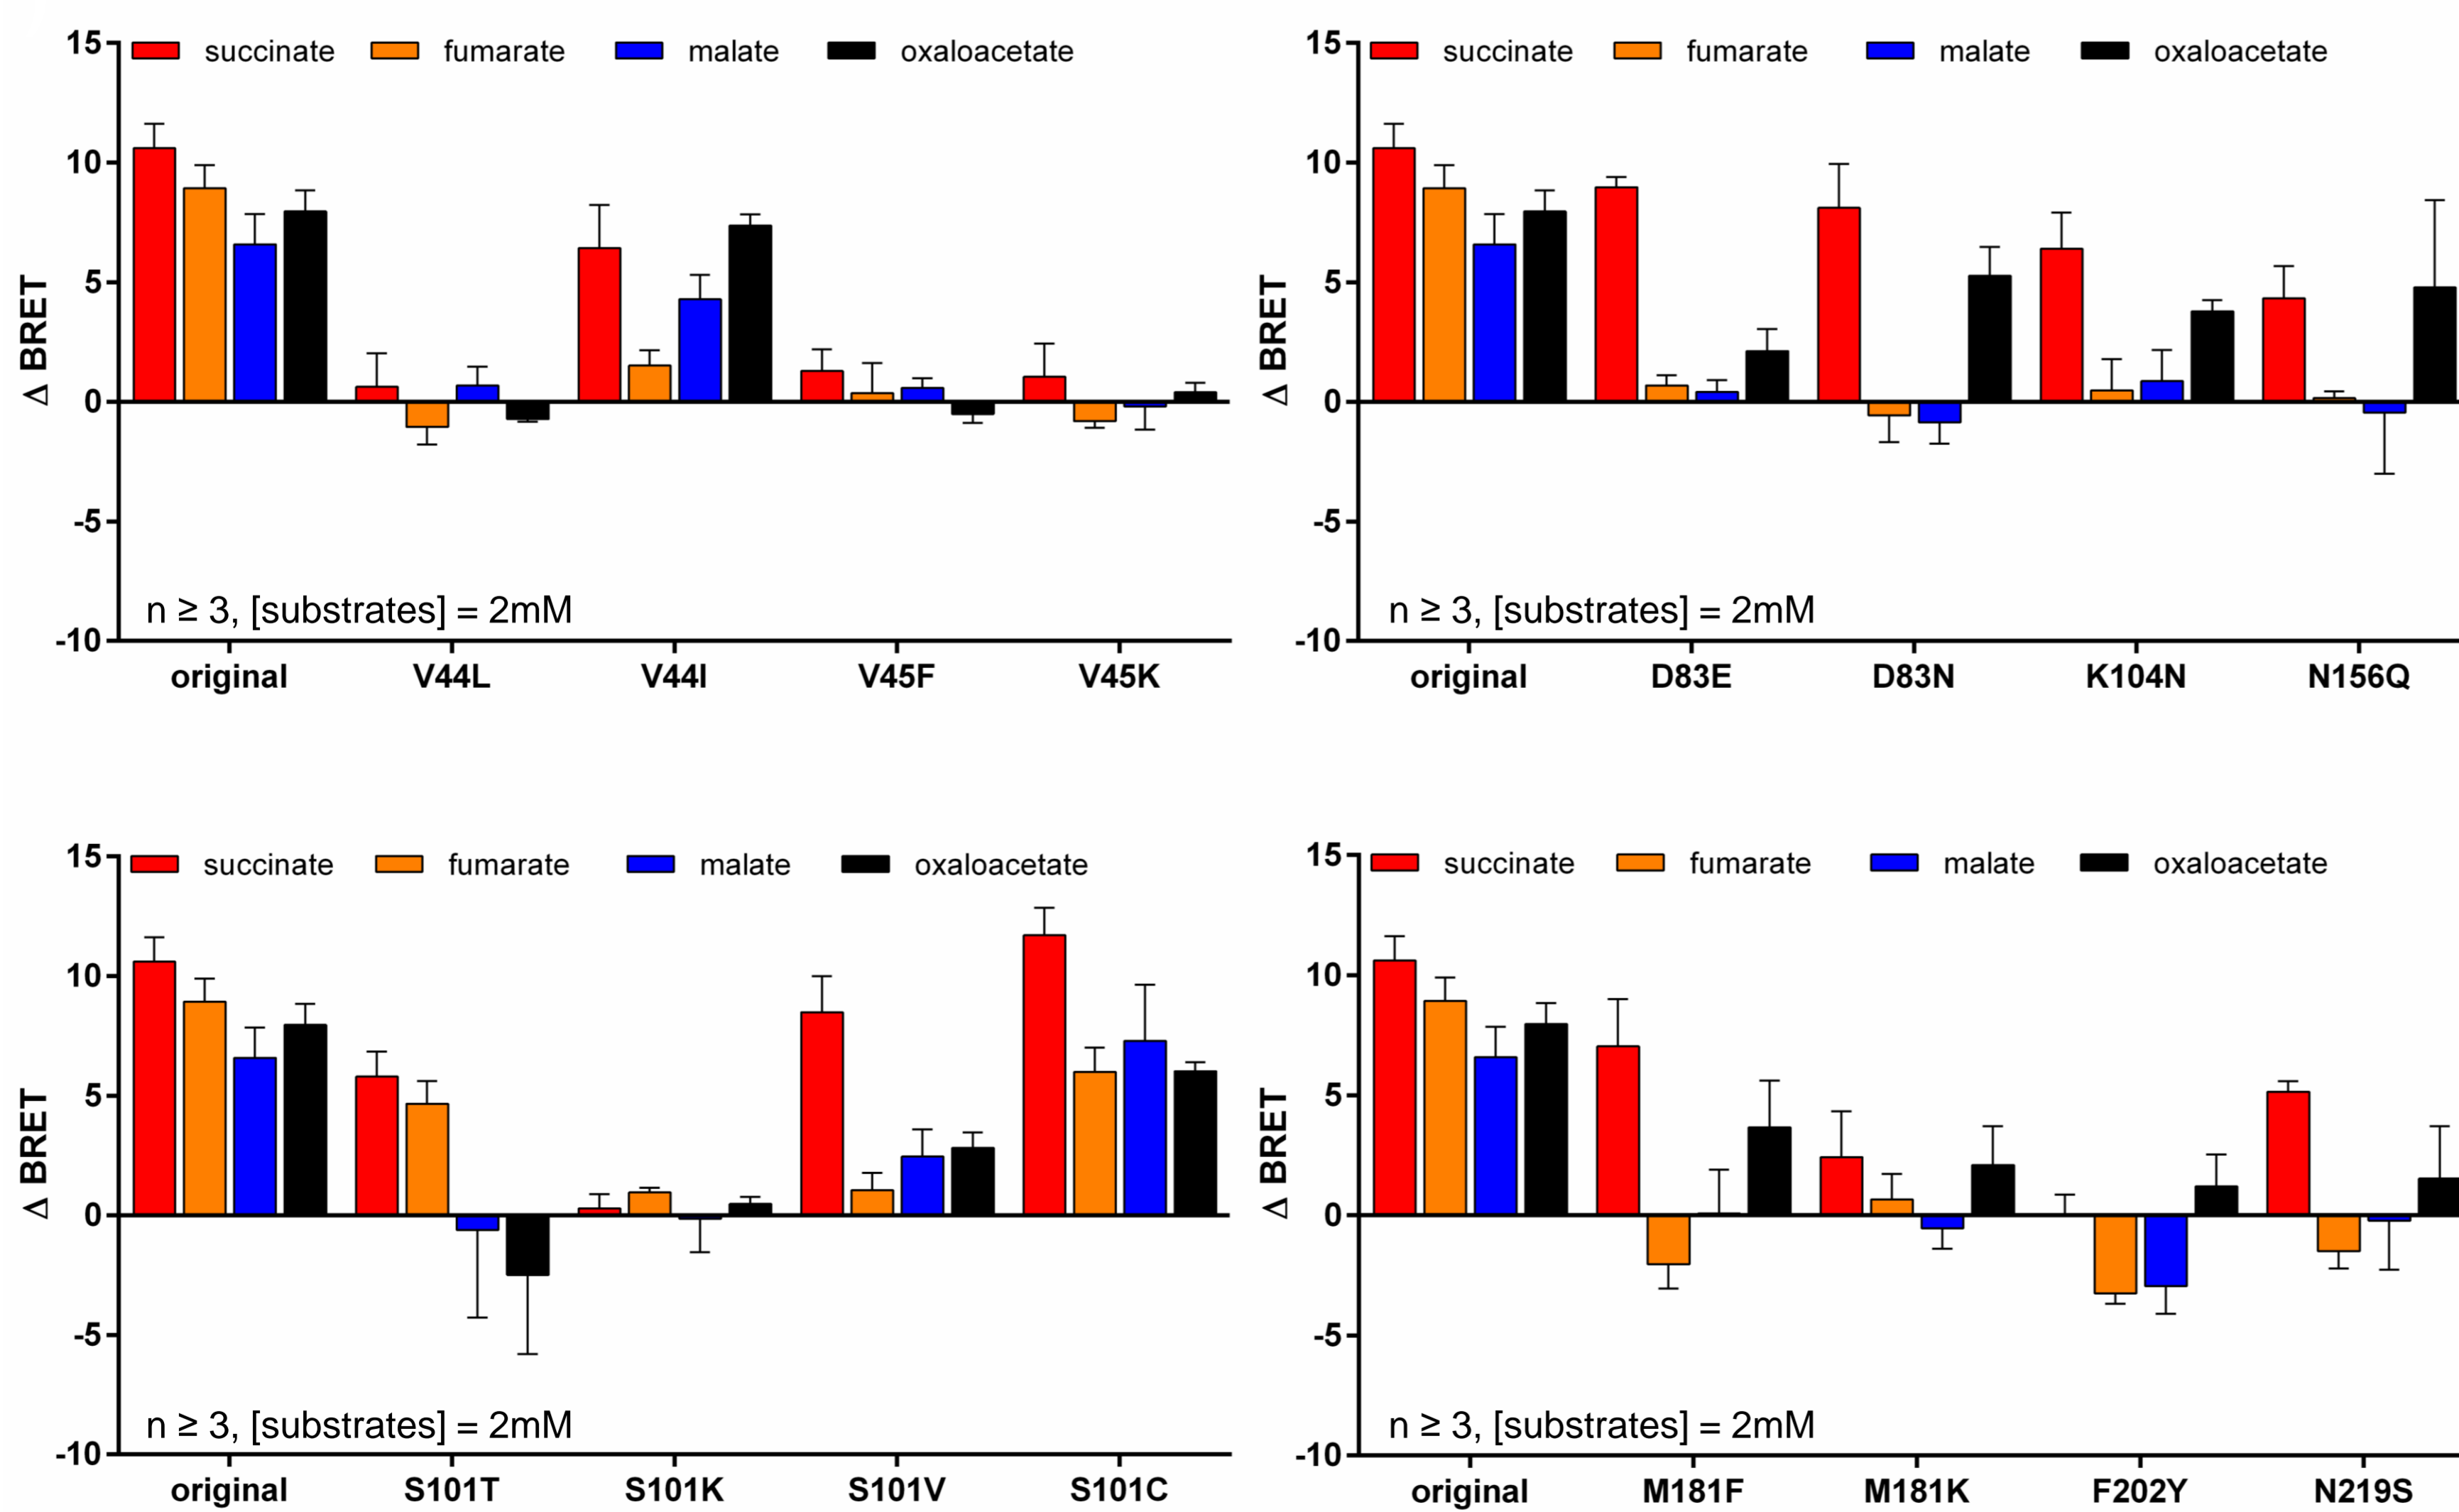 succinate fumarate malate oxaloacetate
15
10
5
0
-5
-10
Δ BRET
n ≥ 3, [substrates] = 2mM
original V44L V44I V45F V45K
succinate fumarate malate oxaloacetate
15
10
5
0
-5
-10
Δ BRET
n ≥ 3, [substrates] = 2mM
original D83E D83N K104N N156Q
succinate fumarate malate oxaloacetate
15
10
5
0
-5
-10
Δ BRET
n ≥ 3, [substrates] = 2mM
original S101T S101K S101V S101C
succinate fumarate malate oxaloacetate
15
10
5
0
-5
-10
Δ BRET
n ≥ 3, [substrates] = 2mM
original M181F M181K F202Y N219S